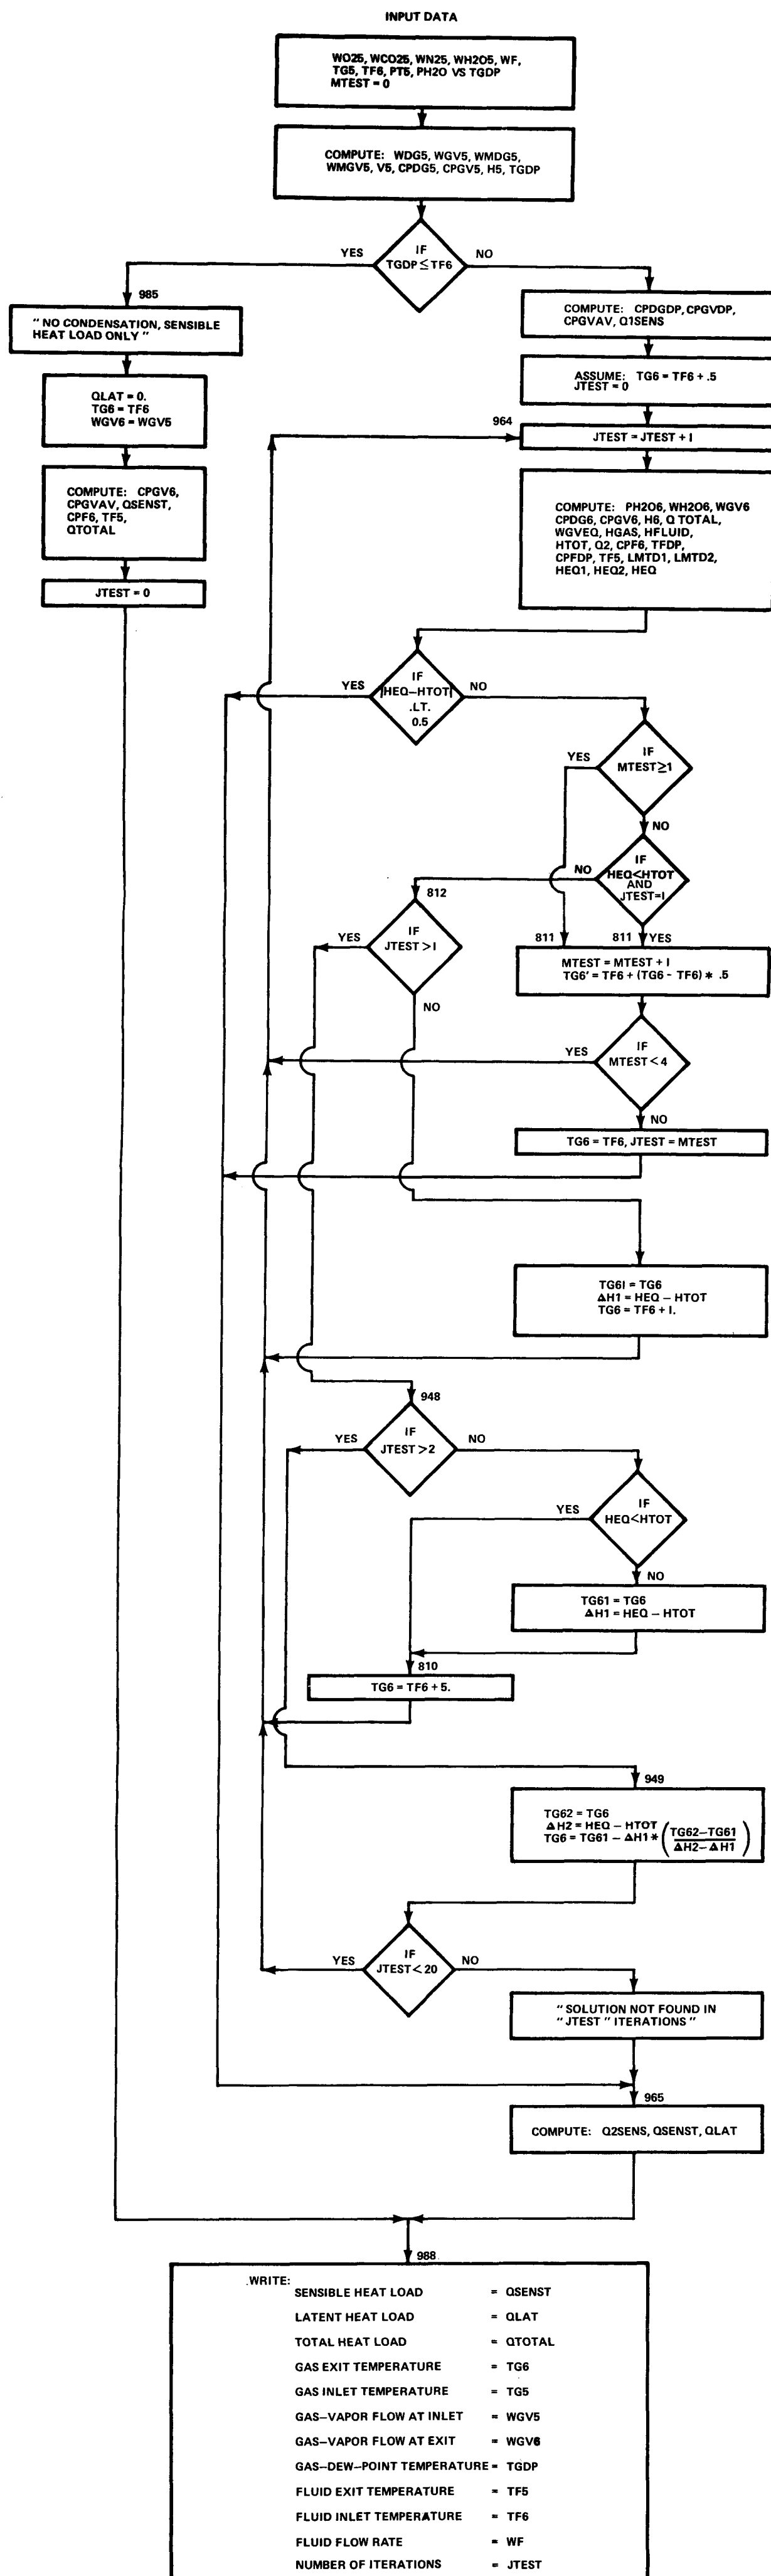 INPUT DATA
WO25, WCO25, WN25, WH2O5, WF,
TG5, TF6, PT5, PH2O VS TGDP
MTEST = 0
COMPUTE: WDG5, WGV5, WMDG5,
WMGV5, V5, CPDG5, CPGV5, H5, TGDP
IF
TGDP ≤ TF6
YES
NO
985
" NO CONDENSATION, SENSIBLE
HEAT LOAD ONLY "
QLAT = 0.
TG6 = TF6
WGV6 = WGV5
COMPUTE: CPGV6,
CPGVAV, QSENST,
CPF6, TF5,
QTOTAL
JTEST = 0
COMPUTE: CPDGDP, CPGVDP,
CPGVAV, Q1SENS
ASSUME: TG6 = TF6 + .5
JTEST = 0
964
JTEST = JTEST + I
COMPUTE: PH2O6, WH2O6, WGV6
CPDG6, CPGV6, H6, Q TOTAL,
WGVEQ, HGAS, HFLUID,
HTOT, Q2, CPF6, TFDP,
CPFDP, TF5, LMTD1, LMTD2,
HEQ1, HEQ2, HEQ
IF
|HEQ–HTOT|
.LT.
0.5
YES
NO
IF
MTEST ≥ 1
YES
NO
IF
HEQ<HTOT
AND
JTEST=I
NO
YES
812
IF
JTEST > I
YES
NO
811
811
MTEST = MTEST + I
TG6' = TF6 + (TG6 - TF6) * .5
IF
MTEST < 4
YES
NO
TG6 = TF6, JTEST = MTEST
TG6I = TG6
ΔH1 = HEQ – HTOT
TG6 = TF6 + I.
948
IF
JTEST > 2
YES
NO
IF
HEQ<HTOT
YES
NO
TG61 = TG6
ΔH1 = HEQ – HTOT
810
TG6 = TF6 + 5.
949
TG62 = TG6
ΔH2 = HEQ – HTOT
TG6 = TG61 – ΔH1 * (TG62–TG61 / ΔH2–ΔH1)
IF
JTEST < 20
YES
NO
" SOLUTION NOT FOUND IN
" JTEST " ITERATIONS "
965
COMPUTE: Q2SENS, QSENST, QLAT
988
.WRITE:
SENSIBLE HEAT LOAD = QSENST
LATENT HEAT LOAD = QLAT
TOTAL HEAT LOAD = QTOTAL
GAS EXIT TEMPERATURE = TG6
GAS INLET TEMPERATURE = TG5
GAS–VAPOR FLOW AT INLET = WGV5
GAS–VAPOR FLOW AT EXIT = WGV6
GAS–DEW–POINT TEMPERATURE = TGDP
FLUID EXIT TEMPERATURE = TF5
FLUID INLET TEMPERATURE = TF6
FLUID FLOW RATE = WF
NUMBER OF ITERATIONS = JTEST